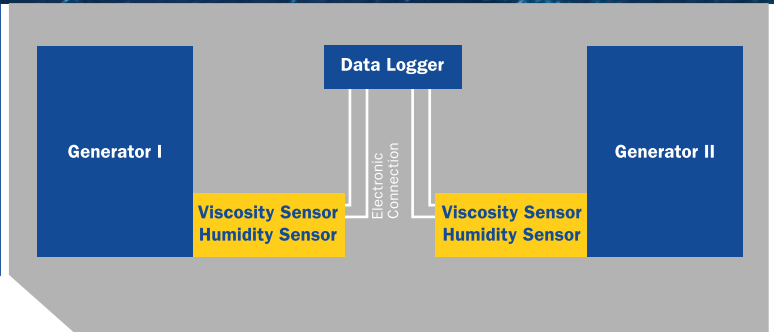 Data Logger
Generator I
Generator II
Electronic
Connection
Viscosity Sensor
Humidity Sensor
Viscosity Sensor
Humidity Sensor